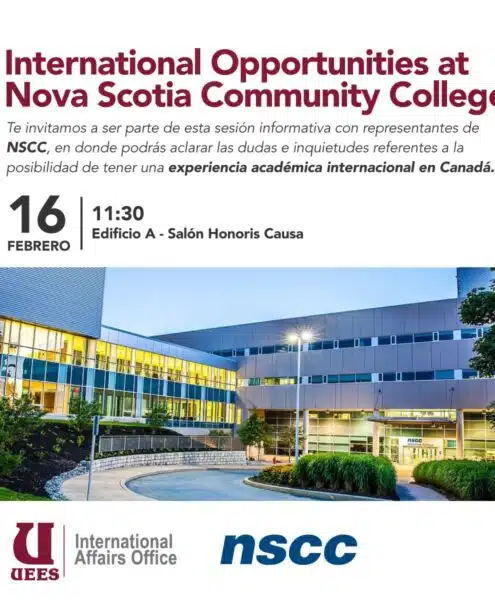 International Opportunities at
Nova Scotia Community College
Te invitamos a ser parte de esta sesión informativa con representantes de
NSCC, en donde podrás aclarar las dudas e inquietudes referentes a la
posibilidad de tener una experiencia académica internacional en Canadá.
16
FEBRERO
11:30
Edificio A - Salón Honoris Causa
nscc
UEES
International
Affairs Office
nscc